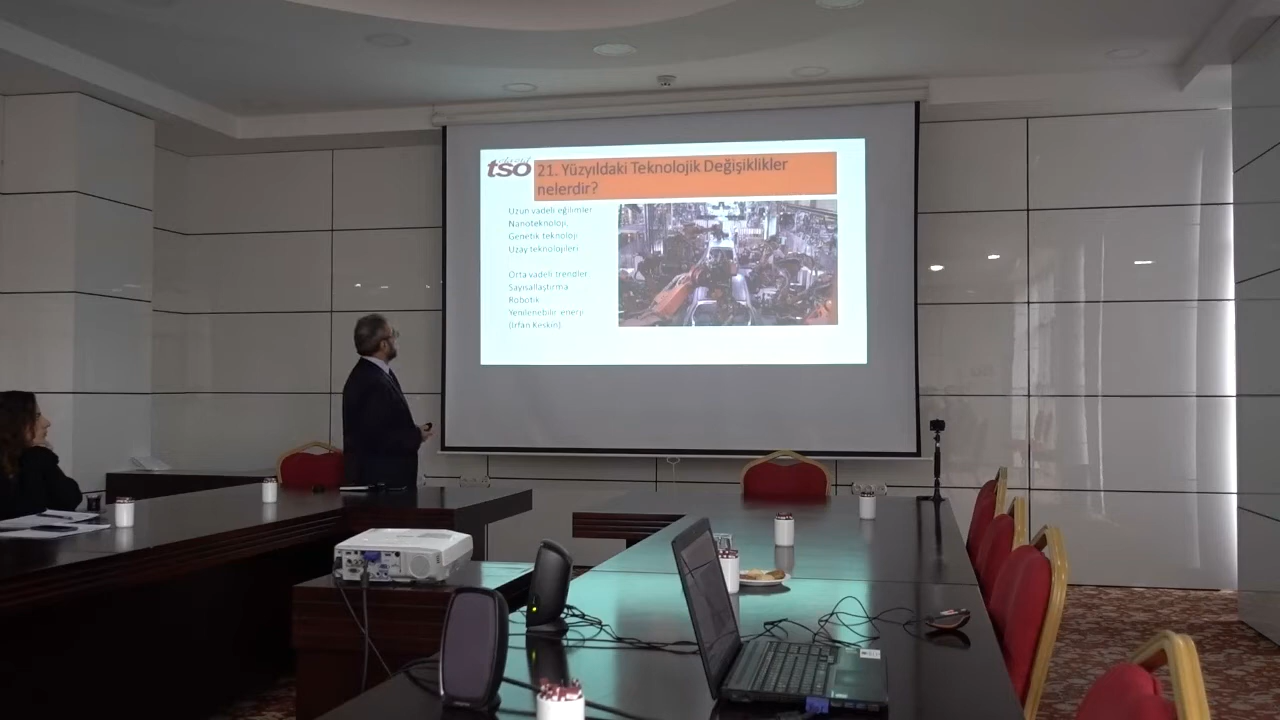 tso
21. Yüzyıldaki Teknolojik Değişiklikler
nelerdir?
Uzun vadeli eğilimler
Nanoteknoloji,
Genetik teknoloji
Uzay teknolojileri
Orta vadeli trendler
Sayısallaştırma
Robotik
Yenilenebilir enerji
(İrfan Keskin)